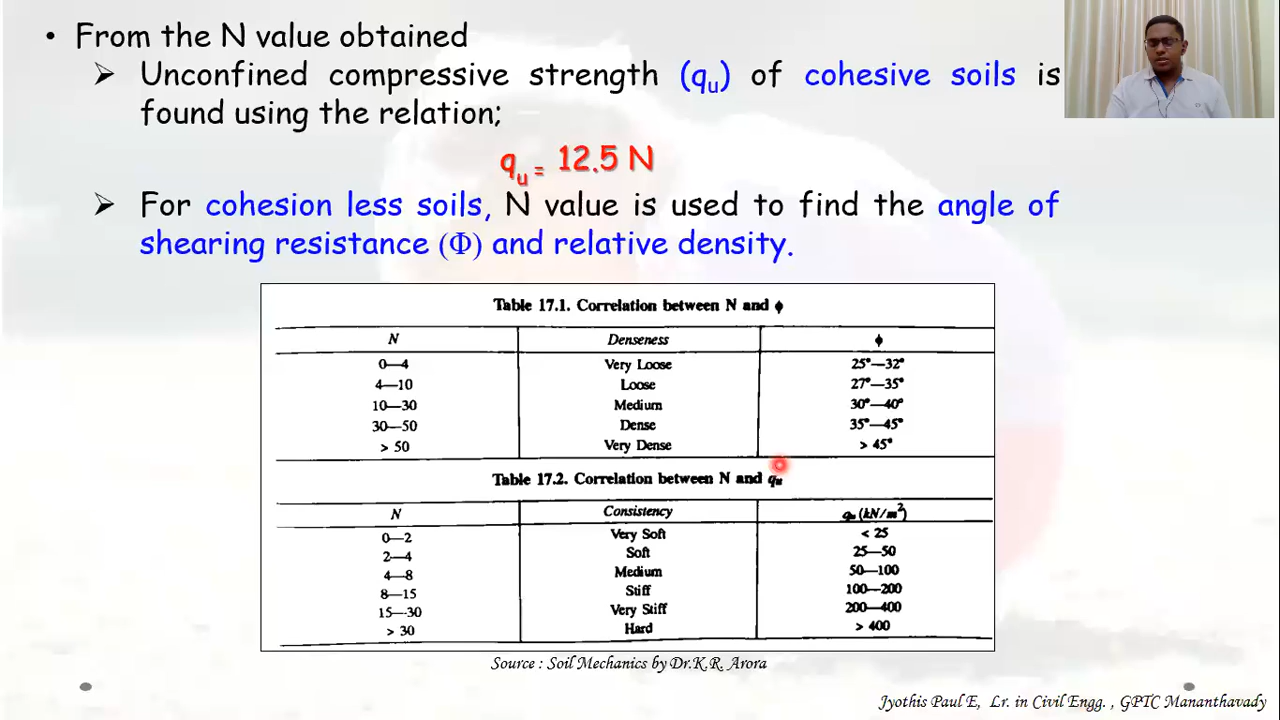 • From the N value obtained
➢ Unconfined compressive strength (qu) of cohesive soils is
found using the relation;
qu = 12.5 N
➢ For cohesion less soils, N value is used to find the angle of
shearing resistance (Φ) and relative density.
Table 17.1. Correlation between N and ϕ
N Denseness ϕ
0—4 Very Loose 25°—32°
4—10 Loose 27°—35°
10—30 Medium 30°—40°
30—50 Dense 35°—45°
> 50 Very Dense > 45°
Table 17.2. Correlation between N and qu
N Consistency qu (kN/m²)
0—2 Very Soft < 25
2—4 Soft 25—50
4—8 Medium 50—100
8—15 Stiff 100—200
15—30 Very Stiff 200—400
> 30 Hard > 400
Source : Soil Mechanics by Dr.K.R. Arora
Jyothis Paul E, Lr. in Civil Engg. , GPTC Mananthavady